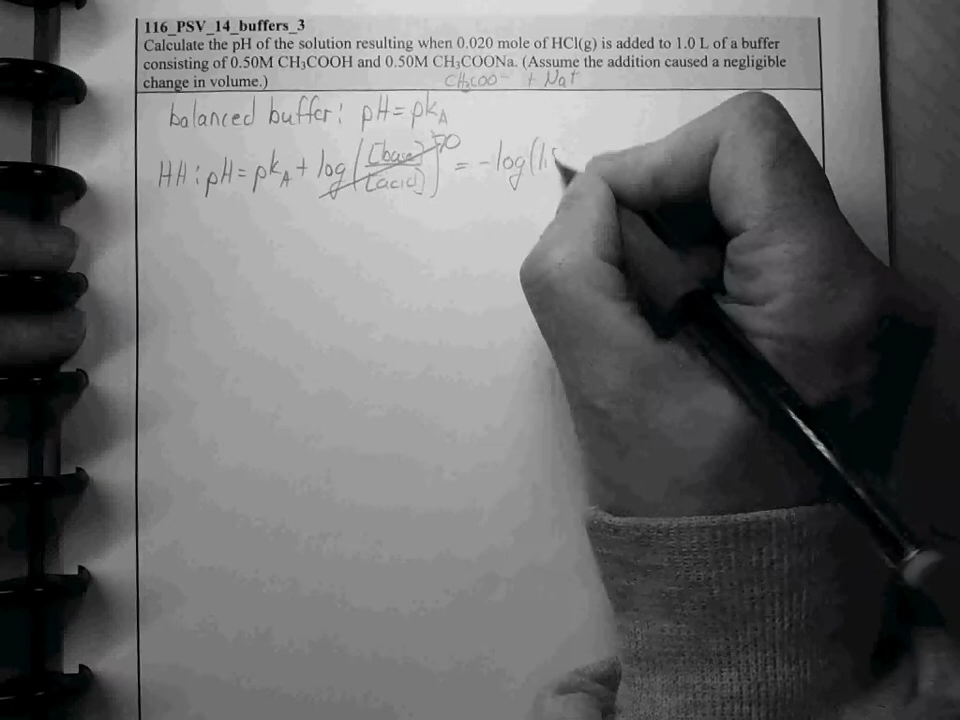 116_PSV_14_buffers_3
Calculate the pH of the solution resulting when 0.020 mole of HCl(g) is added to 1.0 L of a buffer
consisting of 0.50M CH₃COOH and 0.50M CH₃COONa. (Assume the addition caused a negligible
change in volume.)
CH₃COO⁻ + Na⁺
balanced buffer: pH = pkA
HH: pH = pkA + log([base]/[acid])→0 = -log(1.